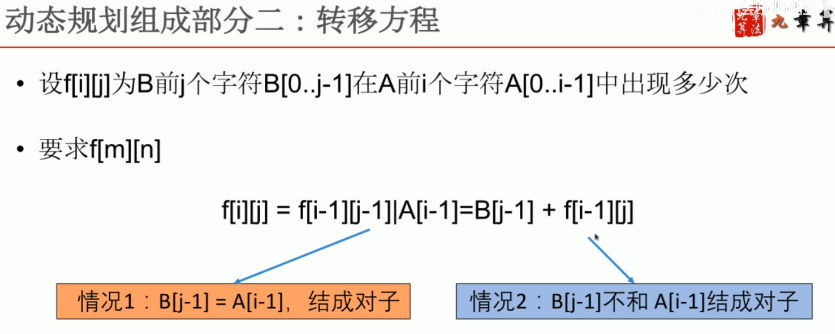 动态规划组成部分二：转移方程
九章算
• 设f[i][j]为B前j个字符B[0..j-1]在A前i个字符A[0..i-1]中出现多少次
• 要求f[m][n]
f[i][j] = f[i-1][j-1]|A[i-1]=B[j-1] + f[i-1][j]
情况1：B[j-1] = A[i-1]，结成对子
情况2：B[j-1]不和 A[i-1]结成对子